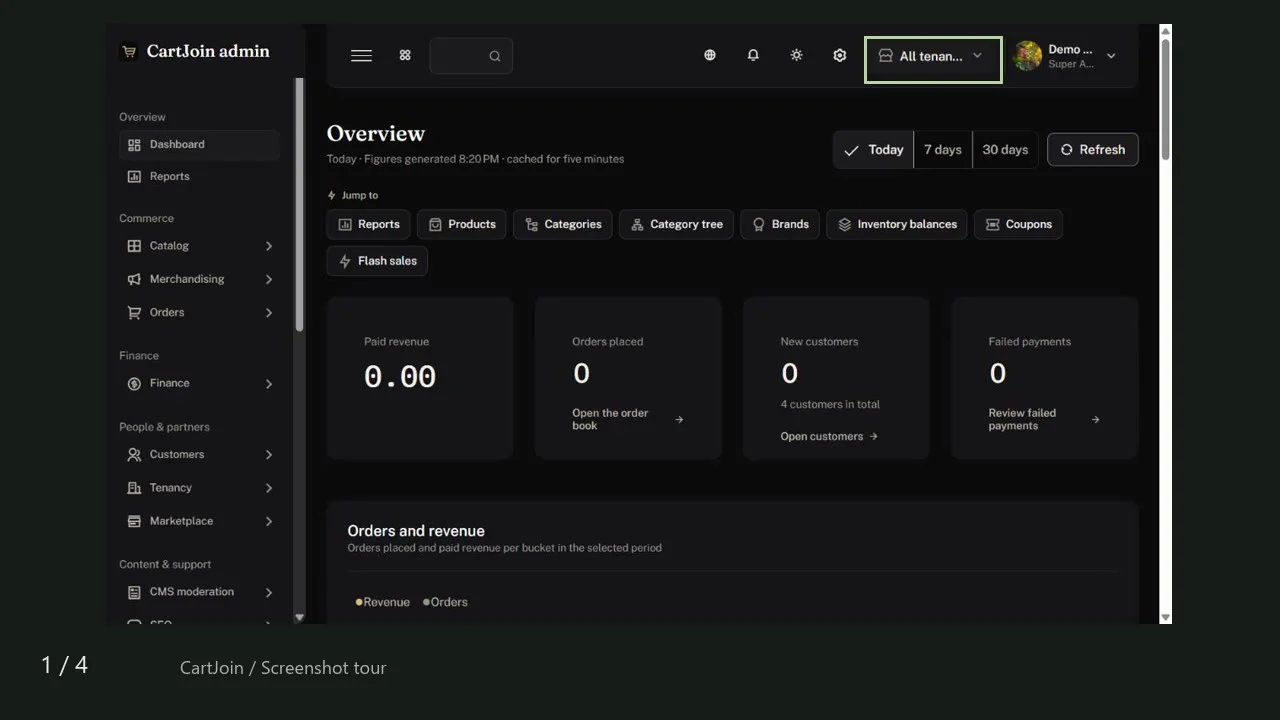 CartJoin admin
All tenan...
Demo ...
Super A...
Overview
Dashboard
Reports
Commerce
Catalog
Merchandising
Orders
Finance
Finance
People & partners
Customers
Tenancy
Marketplace
Content & support
CMS moderation
SEO
Overview
Today · Figures generated 8:20 PM · cached for five minutes
Today
7 days
30 days
Refresh
Jump to
Reports
Products
Categories
Category tree
Brands
Inventory balances
Coupons
Flash sales
Paid revenue
0.00
Orders placed
0
Open the order
book
New customers
0
4 customers in total
Open customers
Failed payments
0
Review failed
payments
Orders and revenue
Orders placed and paid revenue per bucket in the selected period
Revenue
Orders
1 / 4
CartJoin / Screenshot tour